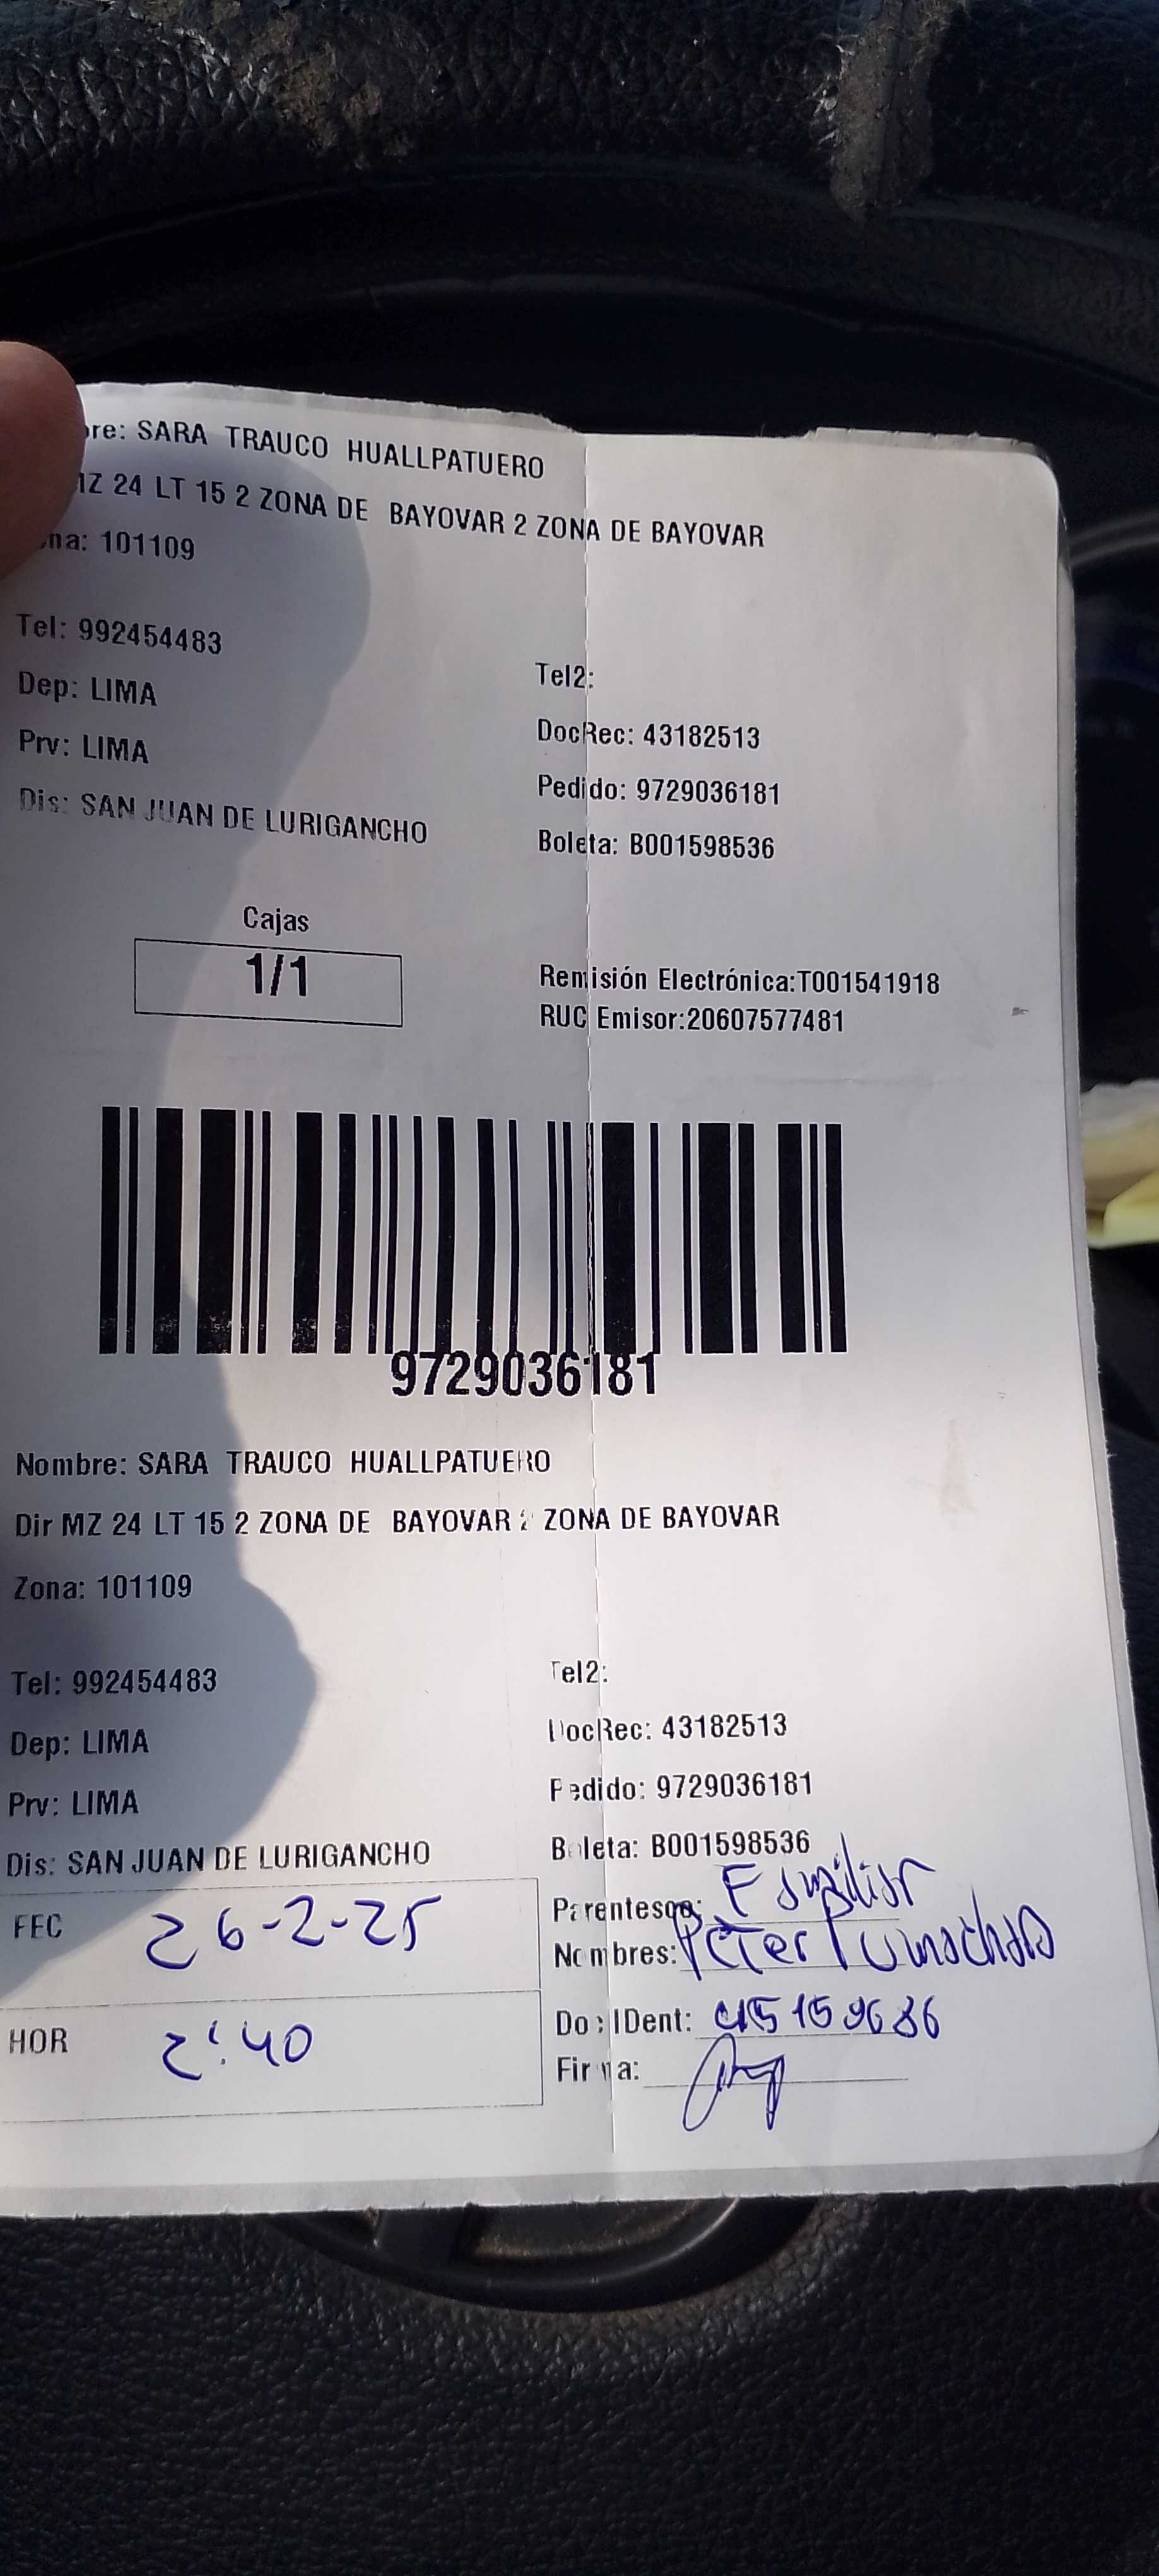 re: SARA TRAUCO HUALLPATUERO
MZ 24 LT 15 2 ZONA DE BAYOVAR 2 ZONA DE BAYOVAR
na: 101109
Tel: 992454483
Tel2:
Dep: LIMA
DocRec: 43182513
Prv: LIMA
Pedido: 9729036181
Dis: SAN JUAN DE LURIGANCHO
Boleta: B001598536
Cajas
1/1
Remisión Electrónica:T001541918
RUC Emisor:20607577481
9729036181
Nombre: SARA TRAUCO HUALLPATUERO
Dir MZ 24 LT 15 2 ZONA DE BAYOVAR 2 ZONA DE BAYOVAR
Zona: 101109
Tel: 992454483
Tel2:
Dep: LIMA
DocRec: 43182513
Prv: LIMA
Pedido: 9729036181
Dis: SAN JUAN DE LURIGANCHO
Boleta: B001598536
FEC 26-2-25
Parentesco: Familiar
Nombres: Peter
HOR 2:40
Doc IDent:
Firma: